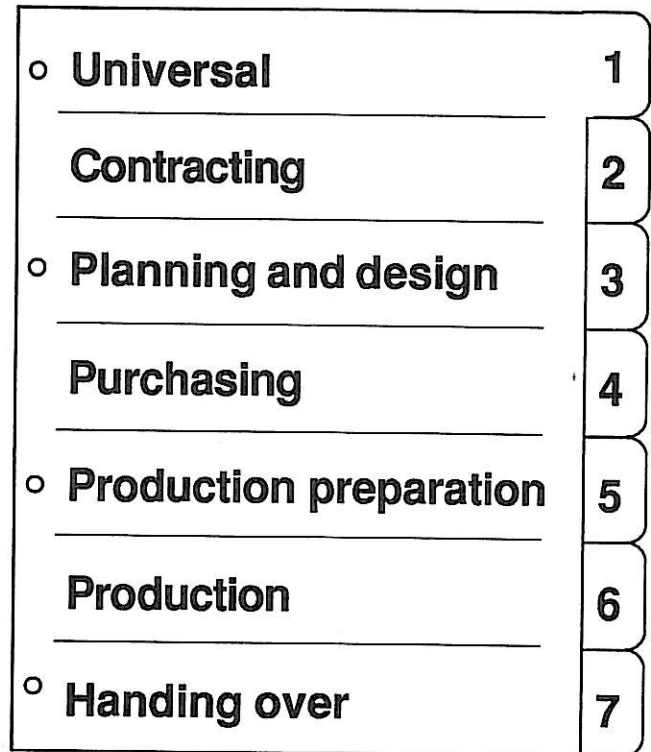 Universal 1
Contracting 2
Planning and design 3
Purchasing 4
Production preparation 5
Production 6
Handing over 7